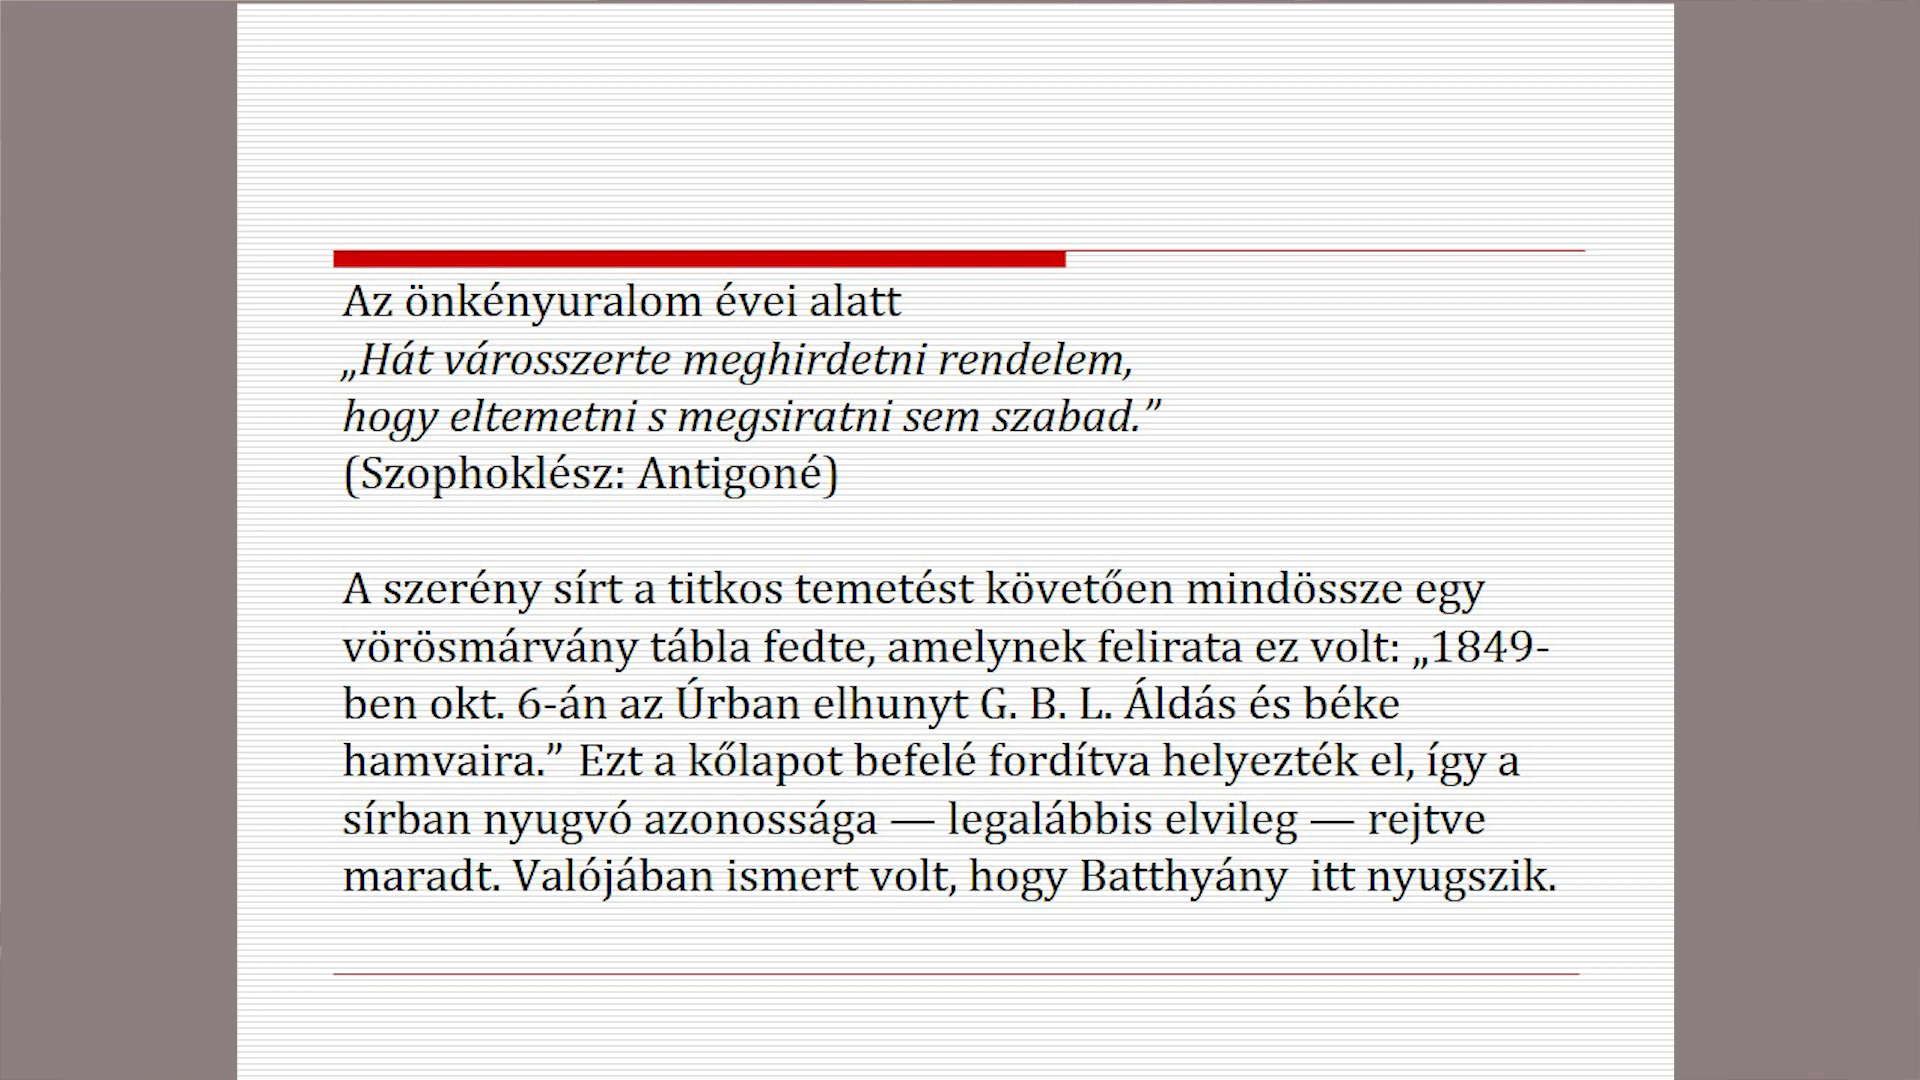 Az önkényuralom évei alatt
„Hát városszerte meghirdetni rendelem,
hogy eltemetni s megsiratni sem szabad.”
(Szophoklész: Antigoné)
A szerény sírt a titkos temetést követően mindössze egy
vörösmárvány tábla fedte, amelynek felirata ez volt: „1849-
ben okt. 6-án az Úrban elhunyt G. B. L. Áldás és béke
hamvaira.” Ezt a kőlapot befelé fordítva helyezték el, így a
sírban nyugvó azonossága — legalábbis elvileg — rejtve
maradt. Valójában ismert volt, hogy Batthyány  itt nyugszik.